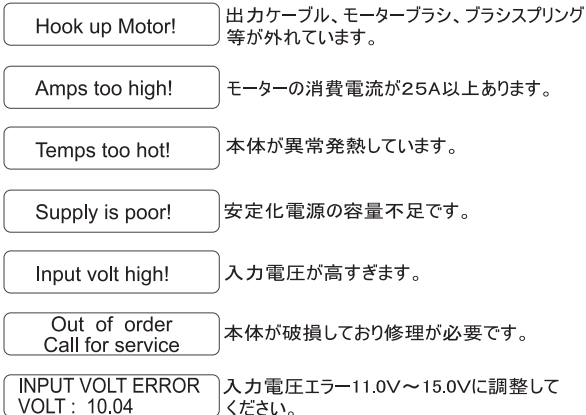 Hook up Motor!
出力ケーブル、モーターブラシ、ブラシスプリング
等が外れています。
Amps too high!
モーターの消費電流が25A以上あります。
Temps too hot!
本体が異常発熱しています。
Supply is poor!
安定化電源の容量不足です。
Input volt high!
入力電圧が高すぎます。
Out of order
Call for service
本体が破損しており修理が必要です。
INPUT VOLT ERROR
VOLT : 10.04
入力電圧エラー11.0V～15.0Vに調整して
ください。